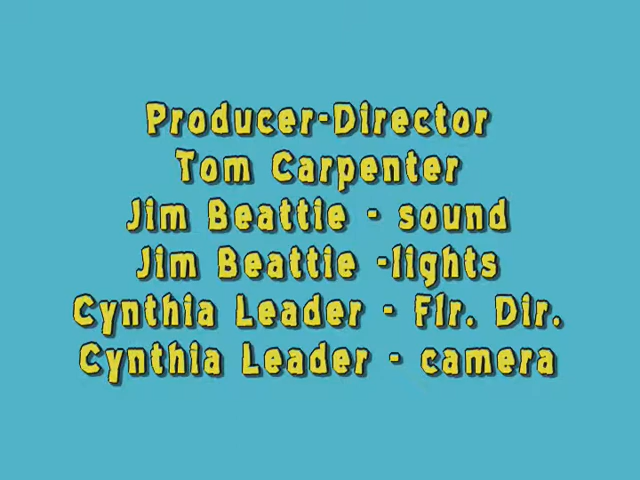 Producer-Director
Tom Carpenter
Jim Beattie - sound
Jim Beattie -lights
Cynthia Leader - Flr. Dir.
Cynthia Leader - camera